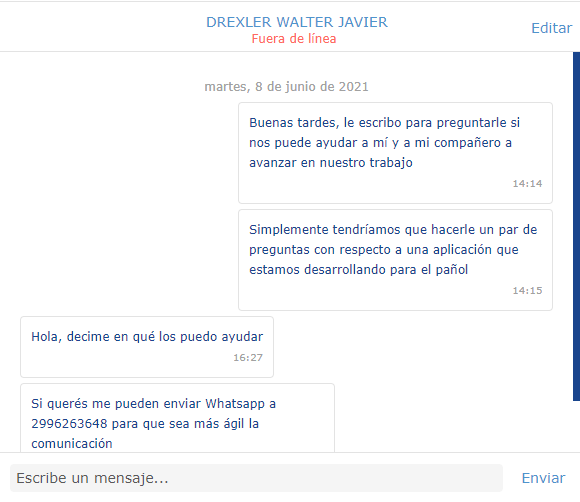 DREXLER WALTER JAVIER
Editar
Fuera de línea
martes, 8 de junio de 2021
Buenas tardes, le escribo para preguntarle si
nos puede ayudar a mí y a mi compañero a
avanzar en nuestro trabajo
14:14
Simplemente tendríamos que hacerle un par de
preguntas con respecto a una aplicación que
estamos desarrollando para el pañol
14:15
Hola, decime en qué los puedo ayudar
16:27
Si querés me pueden enviar Whatsapp a
2996263648 para que sea más ágil la
comunicación
Escribe un mensaje...
Enviar